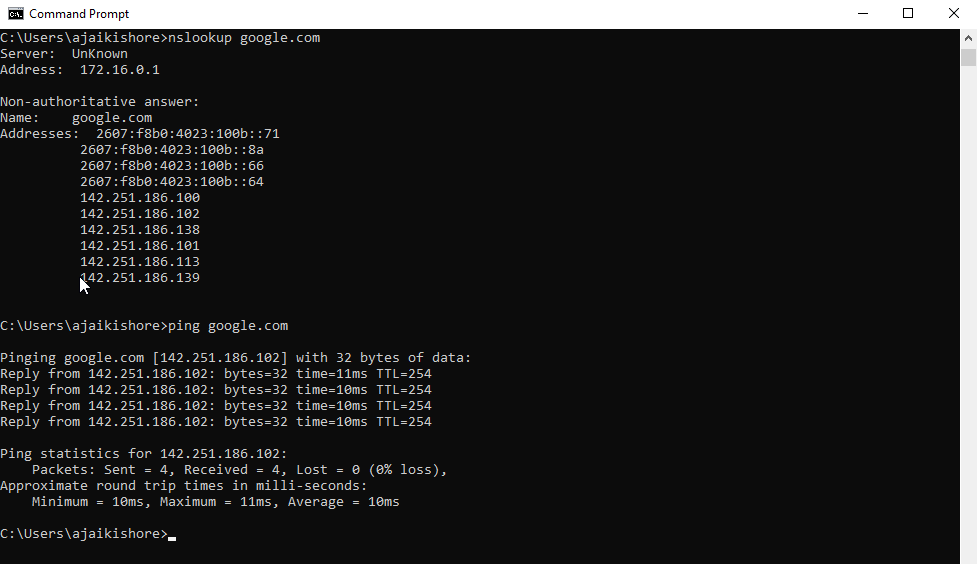 Command Prompt
C:\Users\ajaikishore>nslookup google.com
Server:  UnKnown
Address:  172.16.0.1

Non-authoritative answer:
Name:    google.com
Addresses:  2607:f8b0:4023:100b::71
          2607:f8b0:4023:100b::8a
          2607:f8b0:4023:100b::66
          2607:f8b0:4023:100b::64
          142.251.186.100
          142.251.186.102
          142.251.186.138
          142.251.186.101
          142.251.186.113
          142.251.186.139

C:\Users\ajaikishore>ping google.com

Pinging google.com [142.251.186.102] with 32 bytes of data:
Reply from 142.251.186.102: bytes=32 time=11ms TTL=254
Reply from 142.251.186.102: bytes=32 time=10ms TTL=254
Reply from 142.251.186.102: bytes=32 time=10ms TTL=254
Reply from 142.251.186.102: bytes=32 time=10ms TTL=254

Ping statistics for 142.251.186.102:
    Packets: Sent = 4, Received = 4, Lost = 0 (0% loss),
Approximate round trip times in milli-seconds:
    Minimum = 10ms, Maximum = 11ms, Average = 10ms

C:\Users\ajaikishore>